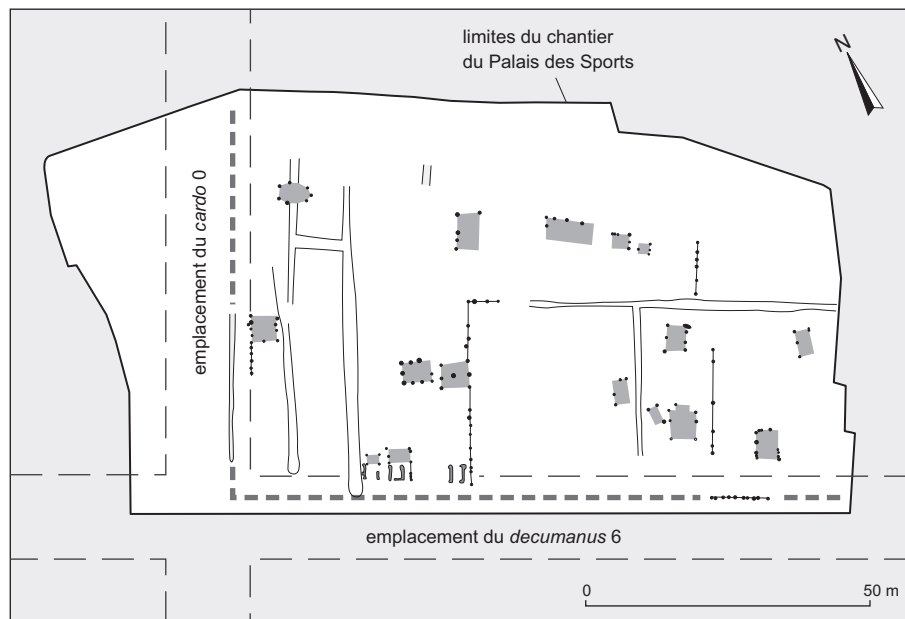 limites du chantier
du Palais des Sports
N
emplacement du cardo 0
emplacement du decumanus 6
0
50 m